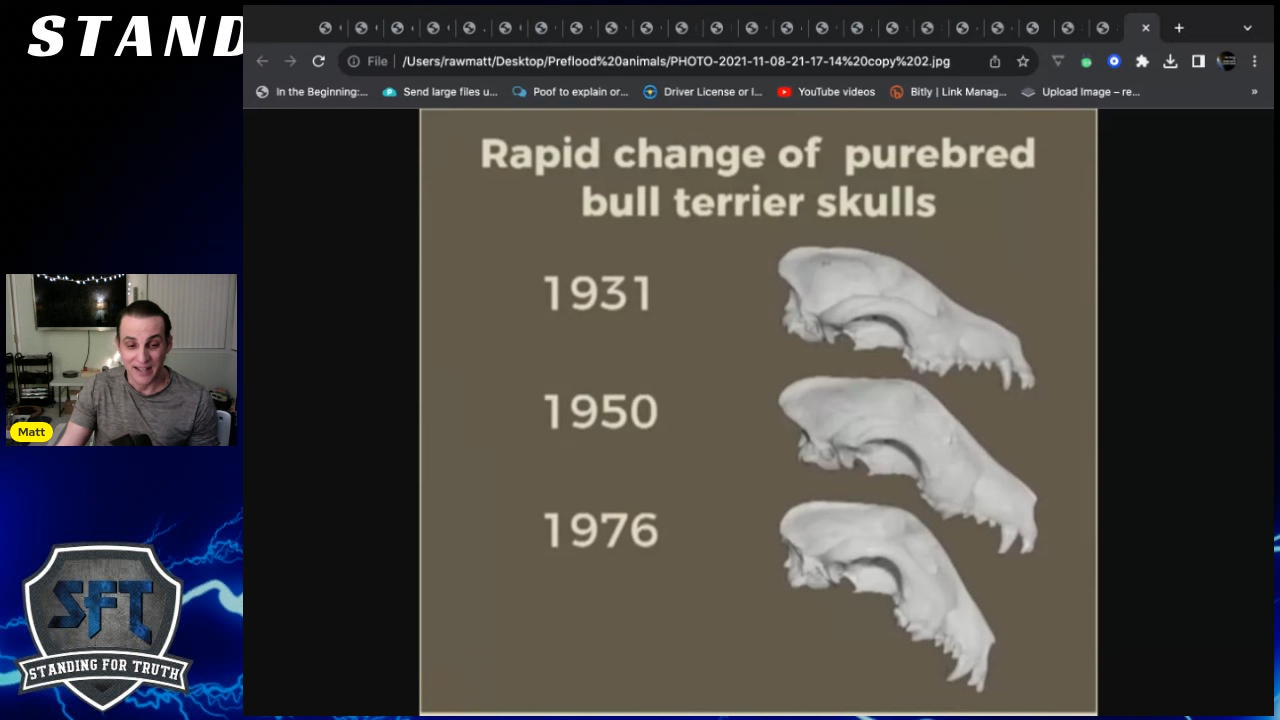 STAND
File /Users/rawmatt/Desktop/Preflood%20animals/PHOTO-2021-11-08-21-17-14%20copy%202.jpg
In the Beginning:... Send large files u... Poof to explain or... Driver License or I... YouTube videos Bitly | Link Manag... Upload Image – re... »
Rapid change of purebred
bull terrier skulls
1931
1950
1976
Matt
SFT
STANDING FOR TRUTH